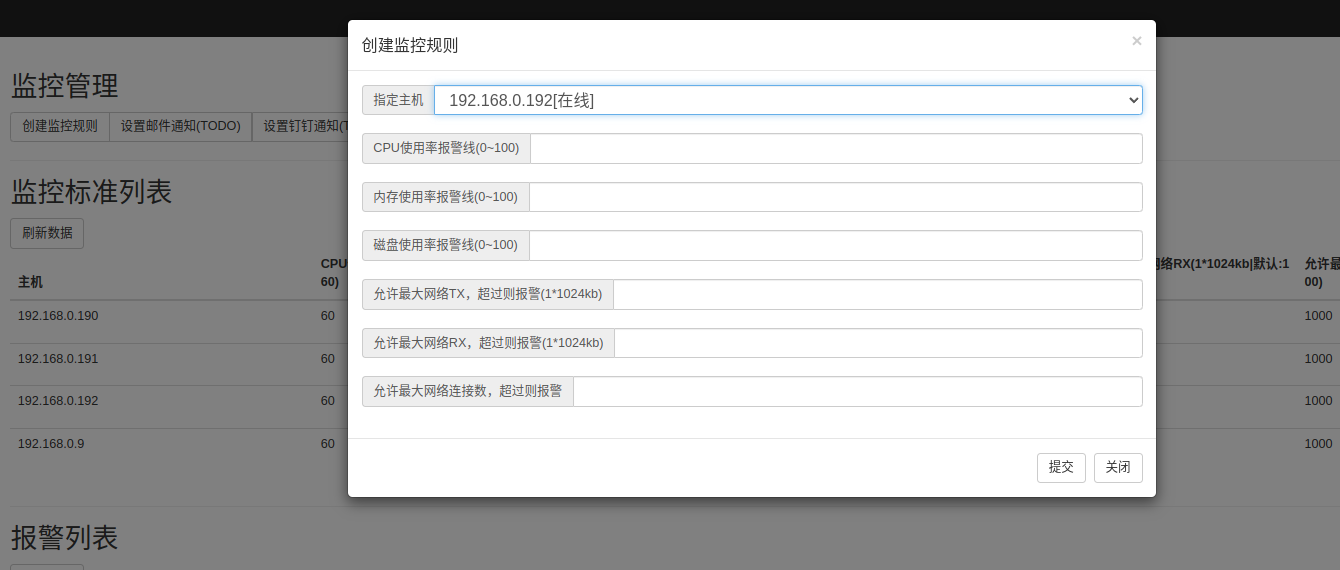 创建监控规则
×
指定主机 192.168.0.192[在线]
CPU使用率报警线(0~100)
内存使用率报警线(0~100)
磁盘使用率报警线(0~100)
允许最大网络TX，超过则报警(1*1024kb)
允许最大网络RX，超过则报警(1*1024kb)
允许最大网络连接数，超过则报警
提交 关闭
监控管理
创建监控规则 设置邮件通知(TODO) 设置钉钉通知(T
监控标准列表
刷新数据
主机 CPU
60)
网络RX(1*1024kb|默认:1
允许最
00)
192.168.0.190 60 1000
192.168.0.191 60 1000
192.168.0.192 60 1000
192.168.0.9 60 1000
报警列表